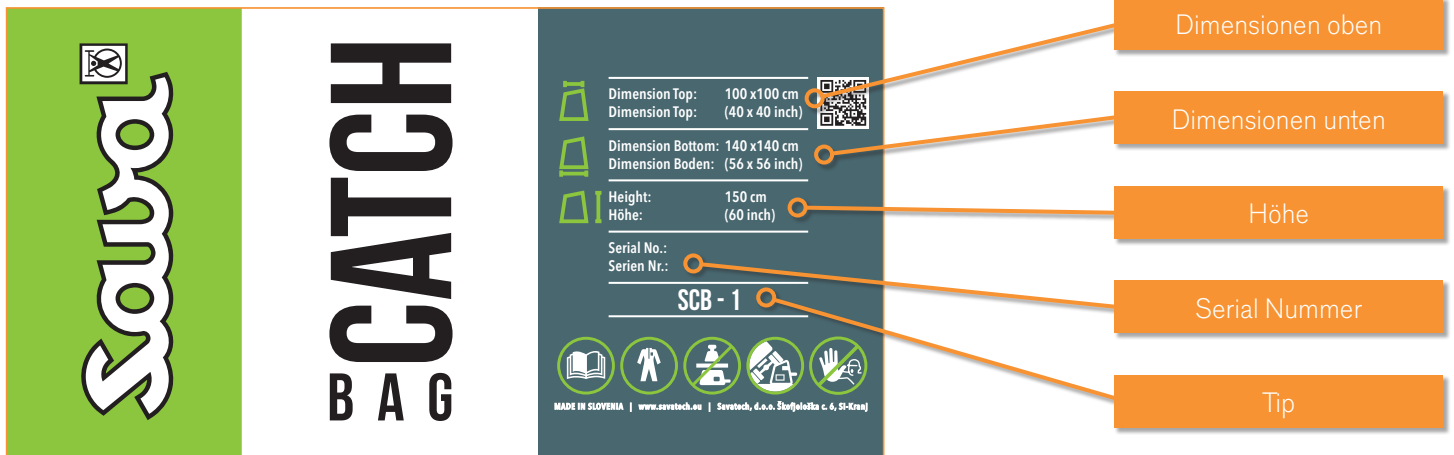 Sava
CATCH
BAG
Dimension Top: 100 x100 cm
Dimension Top: (40 x 40 inch)
Dimension Bottom: 140 x140 cm
Dimension Boden: (56 x 56 inch)
Height: 150 cm
Höhe: (60 inch)
Serial No.:
Serien Nr.:
SCB - 1
MADE IN SLOVENIA | www.savatech.eu | Savatech, d.o.o. Škofjeloška c. 6, SI-Kranj
Dimensionen oben
Dimensionen unten
Höhe
Serial Nummer
Tip